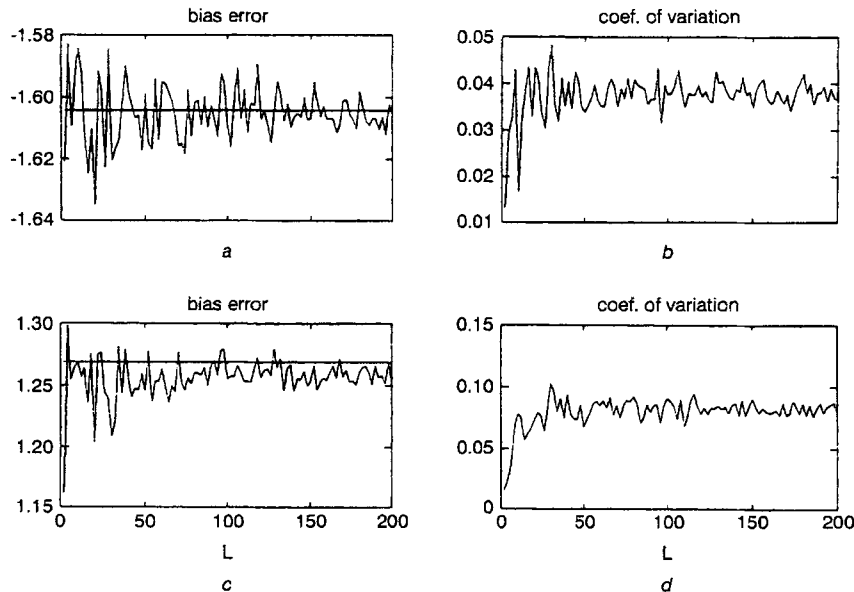 bias error
-1.58
-1.60
-1.62
-1.64
a
coef. of variation
0.05
0.04
0.03
0.02
0.01
b
bias error
1.30
1.25
1.20
1.15
0 50 100 150 200
L
c
coef. of variation
0.15
0.10
0.05
0
0 50 100 150 200
L
d